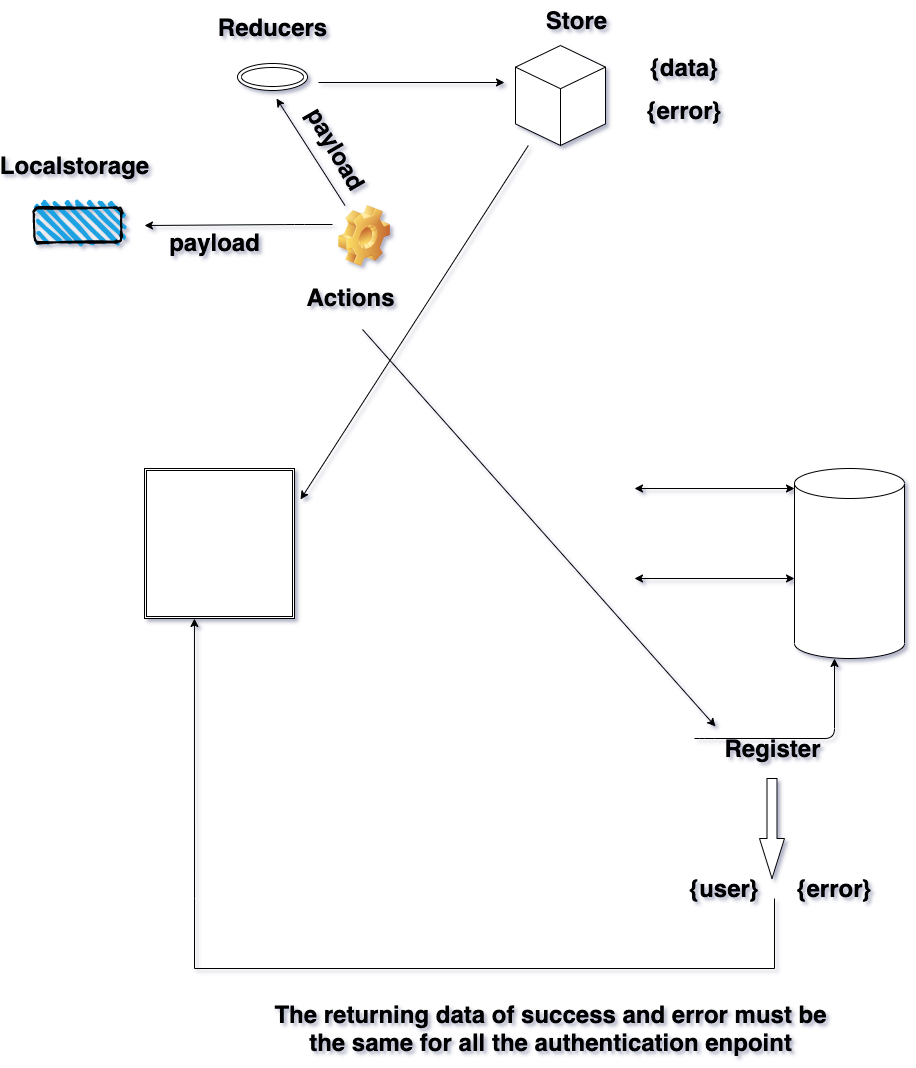 Reducers
Store
{data}
{error}
payload
Localstorage
payload
Actions
Register
{user} {error}
The returning data of success and error must be
the same for all the authentication enpoint